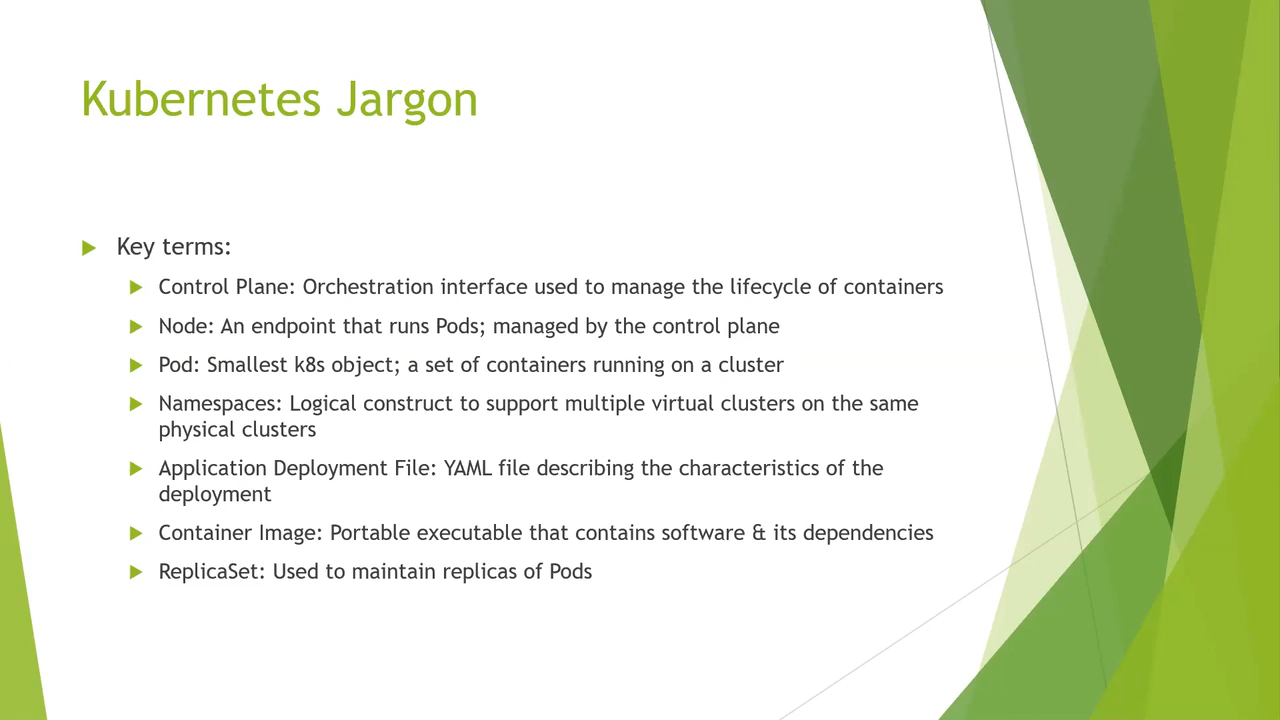 Kubernetes Jargon
Key terms:
Control Plane: Orchestration interface used to manage the lifecycle of containers
Node: An endpoint that runs Pods; managed by the control plane
Pod: Smallest k8s object; a set of containers running on a cluster
Namespaces: Logical construct to support multiple virtual clusters on the same
physical clusters
Application Deployment File: YAML file describing the characteristics of the
deployment
Container Image: Portable executable that contains software & its dependencies
ReplicaSet: Used to maintain replicas of Pods